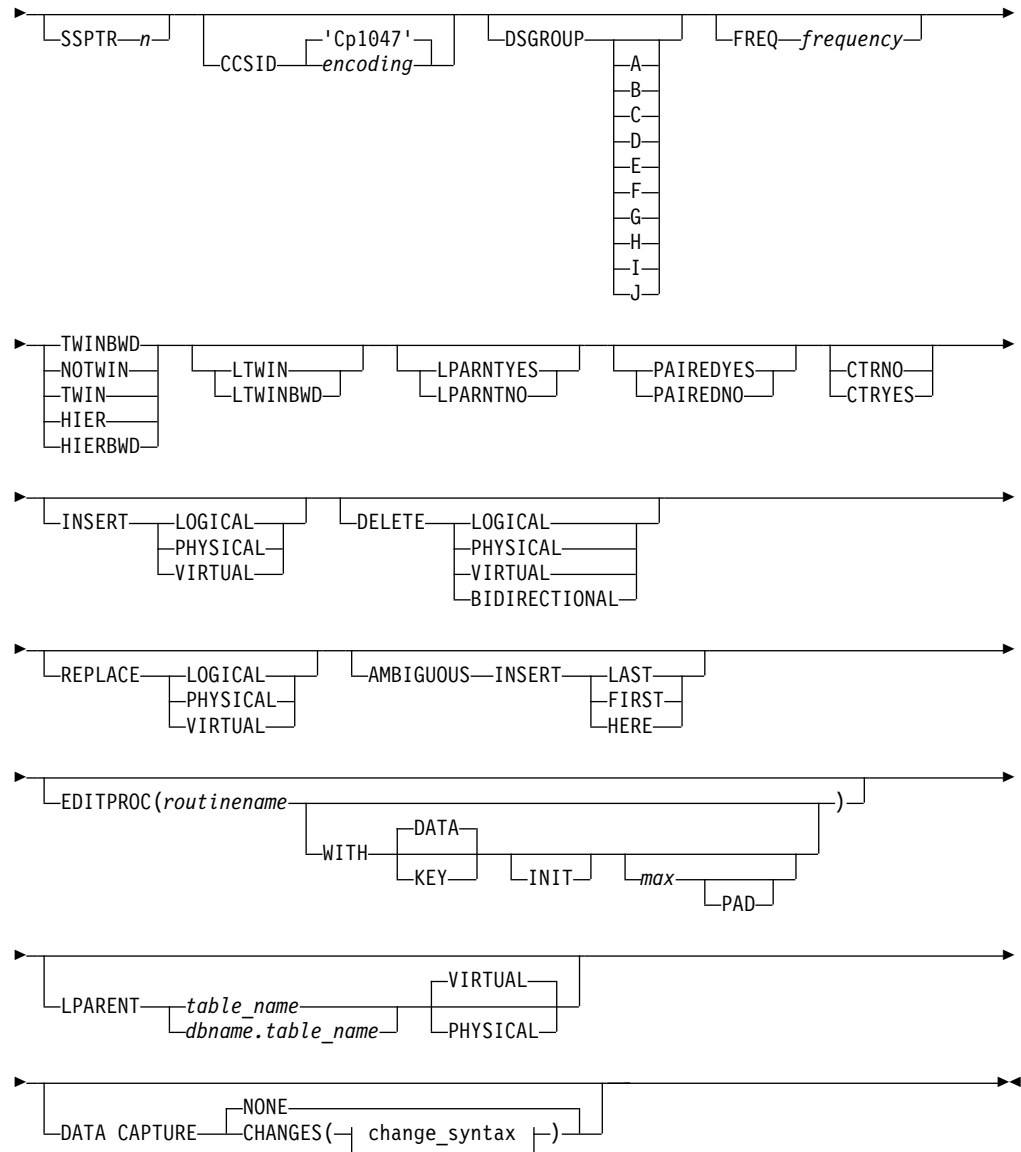 SSPTR n CCSID 'Cp1047' encoding DSGROUP A FREQ frequency
B
C
D
E
F
G
H
I
J
TWINBWD LTWIN LPARNTYES PAIREDYES CTRNO
NOTWIN LTWINBWD LPARNTNO PAIREDNO CTRYES
TWIN
HIER
HIERBWD
INSERT LOGICAL DELETE LOGICAL
PHYSICAL PHYSICAL
VIRTUAL VIRTUAL
BIDIRECTIONAL
REPLACE LOGICAL AMBIGUOUS INSERT LAST
PHYSICAL FIRST
VIRTUAL HERE
EDITPROC(routinename )
DATA
WITH KEY INIT max PAD
VIRTUAL
LPARENT table_name
dbname.table_name PHYSICAL
NONE
DATA CAPTURE CHANGES( change_syntax )